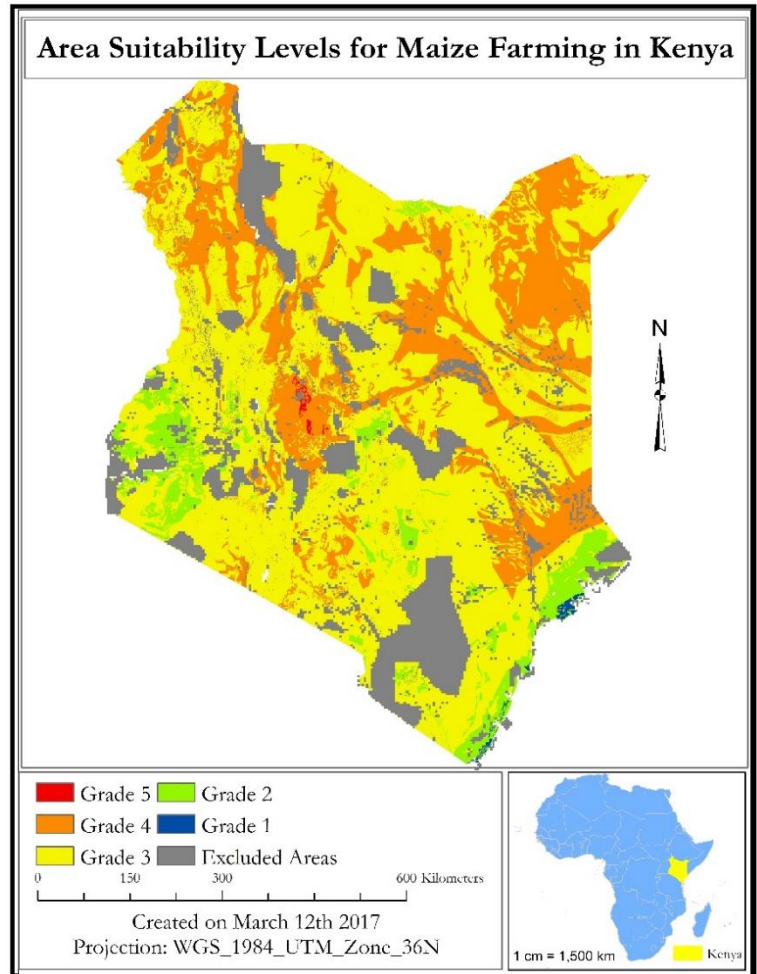 Area Suitability Levels for Maize Farming in Kenya
N
Grade 5
Grade 2
Grade 4
Grade 1
Grade 3
Excluded Areas
0 150 300 600 Kilometers
Created on March 12th 2017
Projection: WGS_1984_UTM_Zone_36N
1 cm = 1,500 km
Kenya